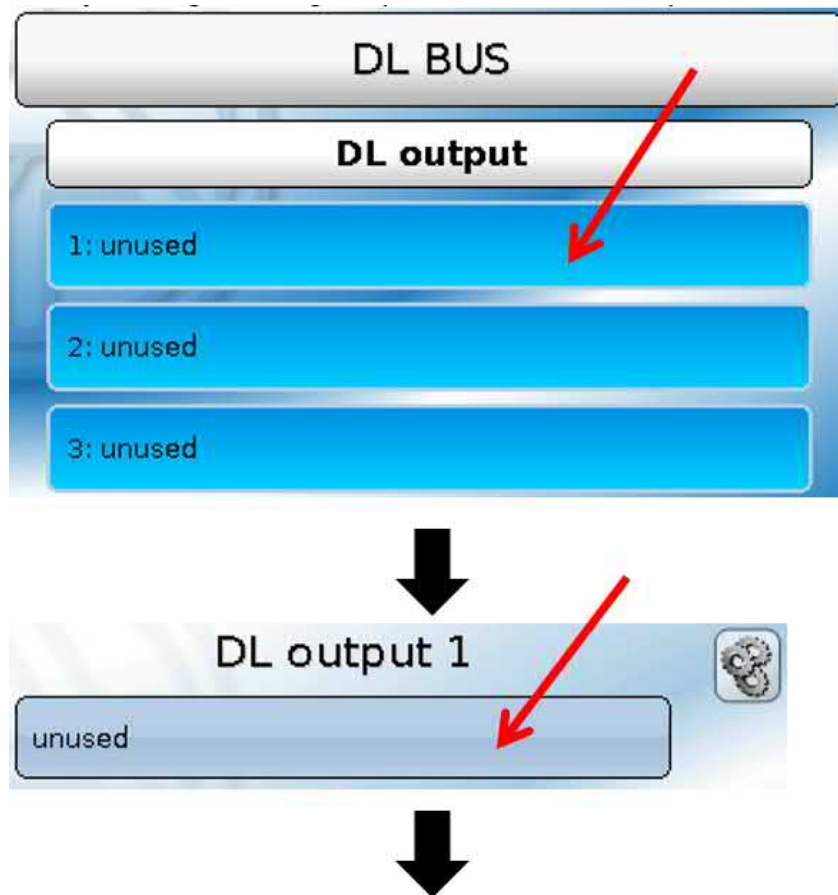 DL BUS
DL output
1: unused
2: unused
3: unused
DL output 1
unused